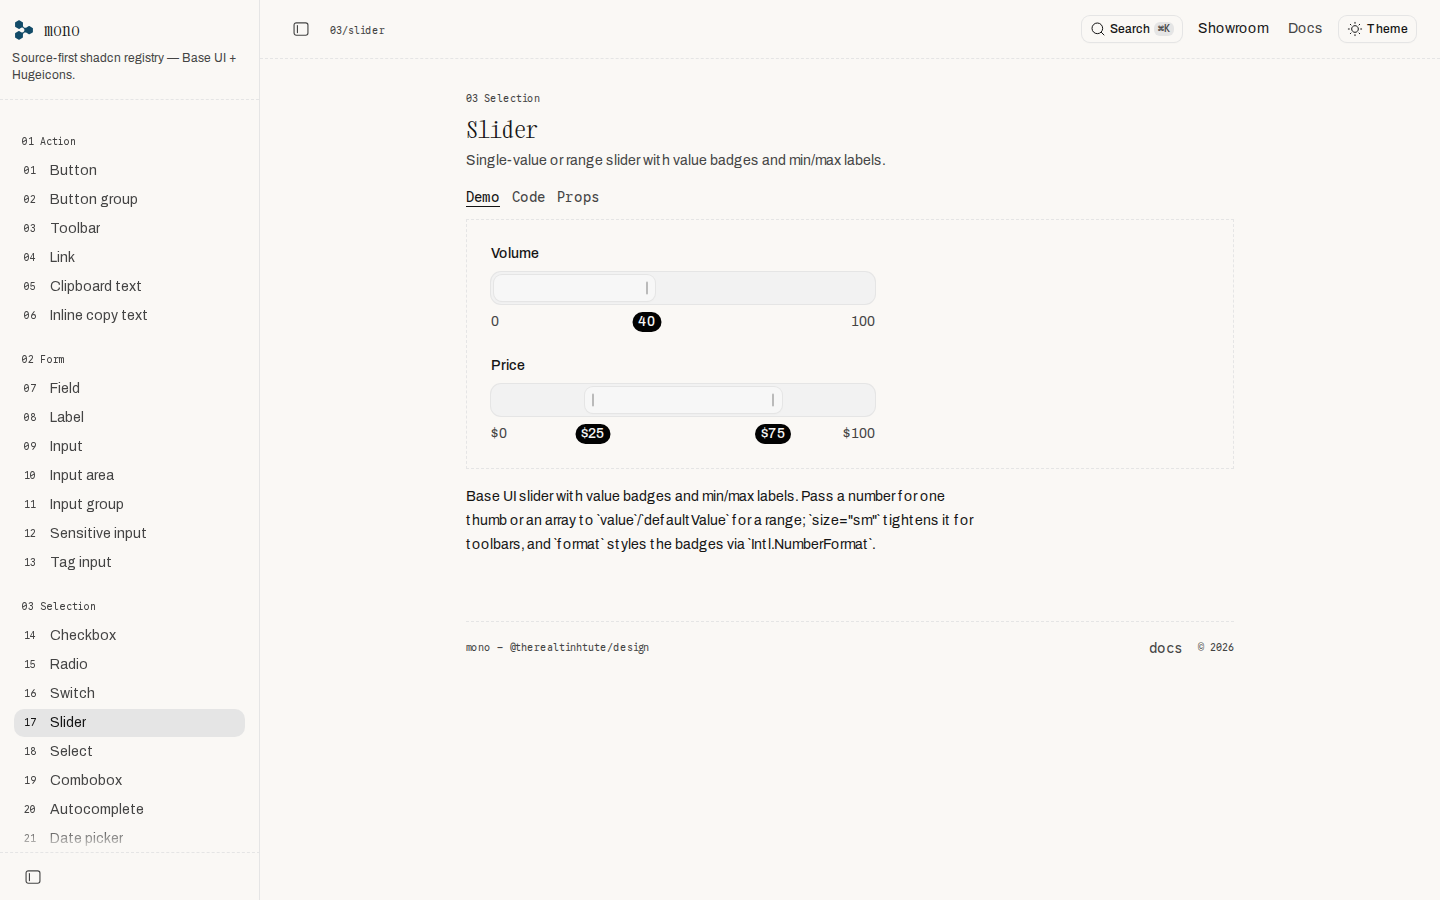 mono
Source-first shadcn registry — Base UI +
Hugeicons.
01 Action
01 Button
02 Button group
03 Toolbar
04 Link
05 Clipboard text
06 Inline copy text
02 Form
07 Field
08 Label
09 Input
10 Input area
11 Input group
12 Sensitive input
13 Tag input
03 Selection
14 Checkbox
15 Radio
16 Switch
17 Slider
18 Select
19 Combobox
20 Autocomplete
21 Date picker
03/slider
Search ⌘K
Showroom
Docs
Theme
03 Selection
Slider
Single-value or range slider with value badges and min/max labels.
Demo Code Props
Volume
0 40 100
Price
$0 $25 $75 $100
Base UI slider with value badges and min/max labels. Pass a number for one
thumb or an array to `value`/`defaultValue` for a range; `size="sm"` tightens it for
toolbars, and `format` styles the badges via `Intl.NumberFormat`.
mono — @therealtinhtute/design
docs © 2026